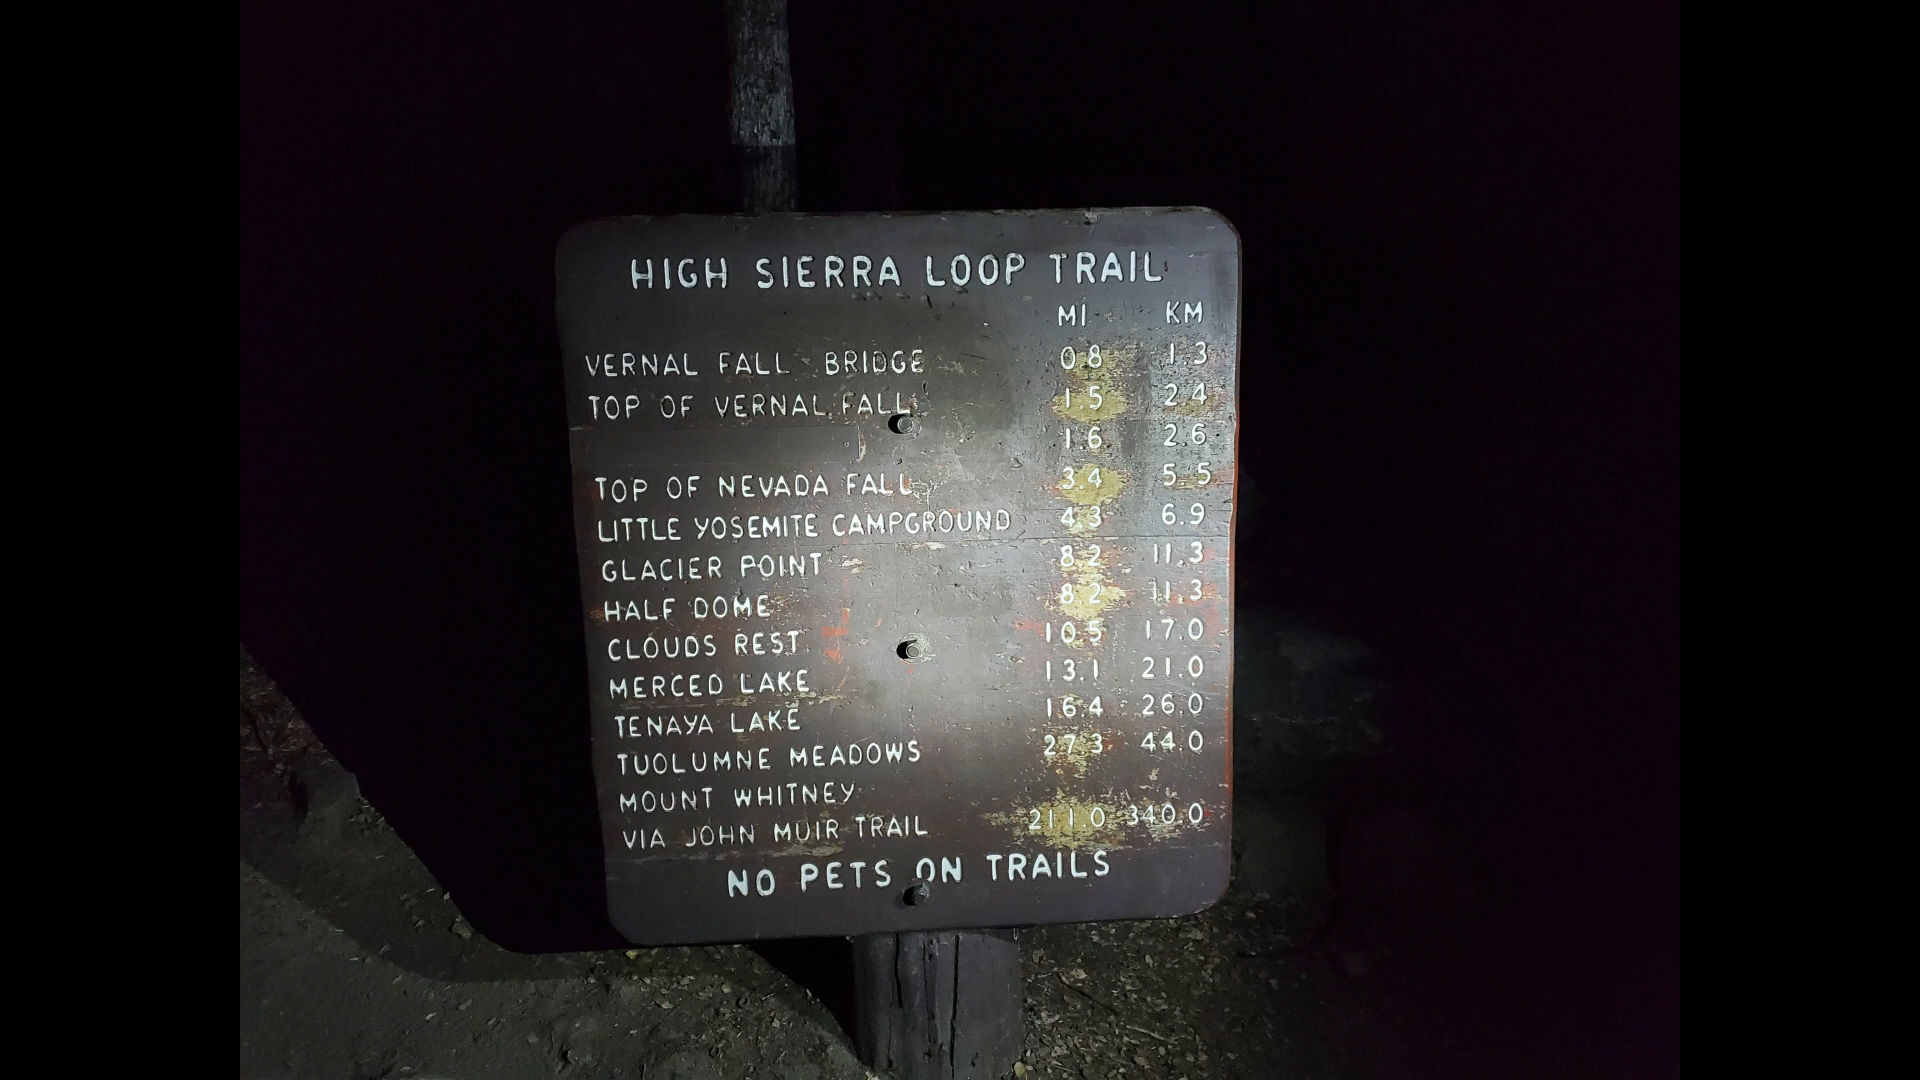 HIGH SIERRA LOOP TRAIL
MI KM
VERNAL FALL BRIDGE 0.8 1.3
TOP OF VERNAL FALL 1.5 2.4
1.6 2.6
TOP OF NEVADA FALL 3.4 5.5
LITTLE YOSEMITE CAMPGROUND 4.3 6.9
GLACIER POINT 8.2 11.3
HALF DOME 8.2 11.3
CLOUDS REST 10.5 17.0
MERCED LAKE 13.1 21.0
TENAYA LAKE 16.4 26.0
TUOLUMNE MEADOWS 27.3 44.0
MOUNT WHITNEY
VIA JOHN MUIR TRAIL 211.0 340.0
NO PETS ON TRAILS